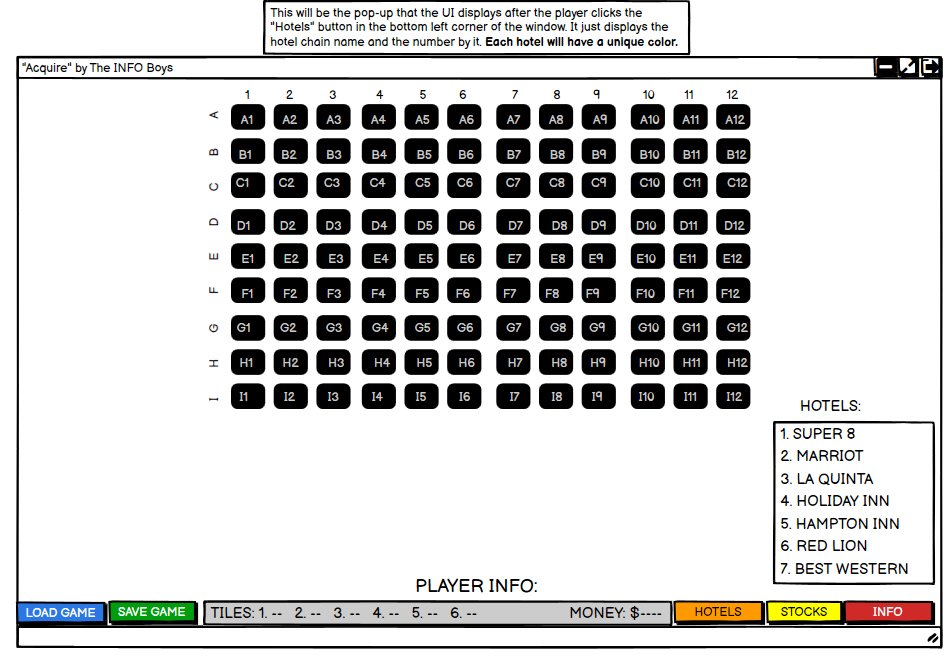 This will be the pop-up that the UI displays after the player clicks the
"Hotels" button in the bottom left corner of the window. It just displays the
hotel chain name and the number by it. Each hotel will have a unique color.
"Acquire" by The INFO Boys
1 2 3 4 5 6 7 8 9 10 11 12
A A1 A2 A3 A4 A5 A6 A7 A8 A9 A10 A11 A12
B B1 B2 B3 B4 B5 B6 B7 B8 B9 B10 B11 B12
C C1 C2 C3 C4 C5 C6 C7 C8 C9 C10 C11 C12
D D1 D2 D3 D4 D5 D6 D7 D8 D9 D10 D11 D12
E E1 E2 E3 E4 E5 E6 E7 E8 E9 E10 E11 E12
F F1 F2 F3 F4 F5 F6 F7 F8 F9 F10 F11 F12
G G1 G2 G3 G4 G5 G6 G7 G8 G9 G10 G11 G12
H H1 H2 H3 H4 H5 H6 H7 H8 H9 H10 H11 H12
I I1 I2 I3 I4 I5 I6 I7 I8 I9 I10 I11 I12
HOTELS:
1. SUPER 8
2. MARRIOT
3. LA QUINTA
4. HOLIDAY INN
5. HAMPTON INN
6. RED LION
7. BEST WESTERN
PLAYER INFO:
LOAD GAME SAVE GAME TILES: 1. -- 2. -- 3. -- 4. -- 5. -- 6. -- MONEY: $---- HOTELS STOCKS INFO